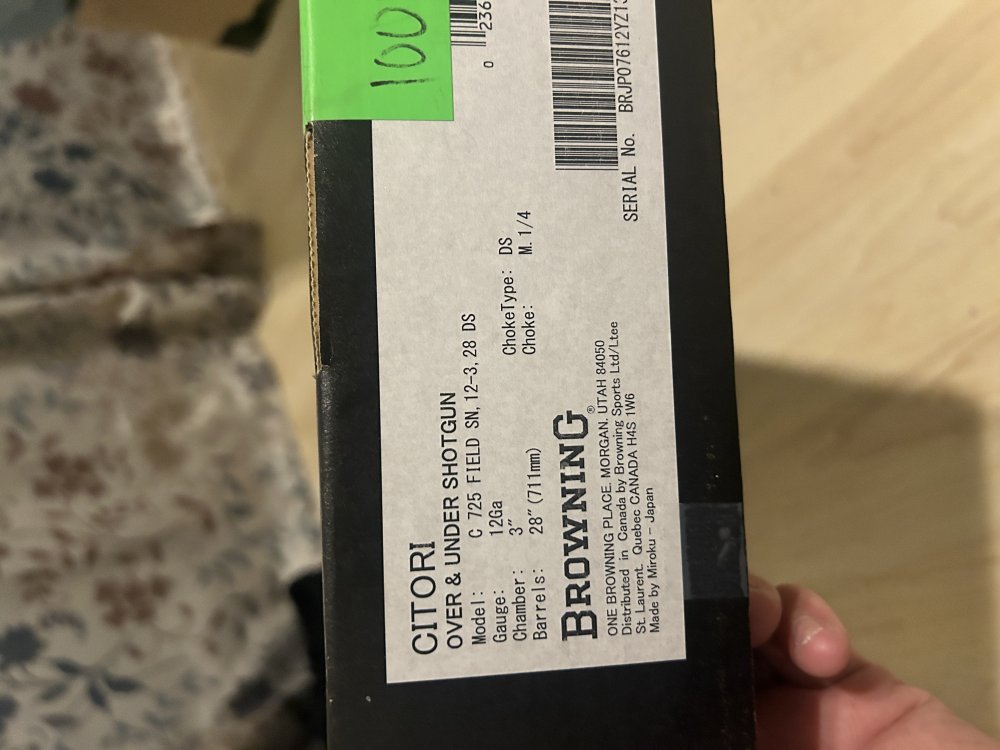 100
0 236
CITORI
OVER & UNDER SHOTGUN
Model: C 725 FIELD SN, 12-3, 28 DS
Gauge: 12Ga
Chamber: 3" ChokeType: DS
Barrels: 28"(711mm) Choke: M. 1/4
BROWNING®
SERIAL No. BRJP07612YZ13
ONE BROWNING PLACE. MORGAN. UTAH 84050
Distributed in Canada by Browning Sports Ltd/Ltee
St. Laurent. Quebec CANADA H4S 1W6
Made by Miroku - Japan